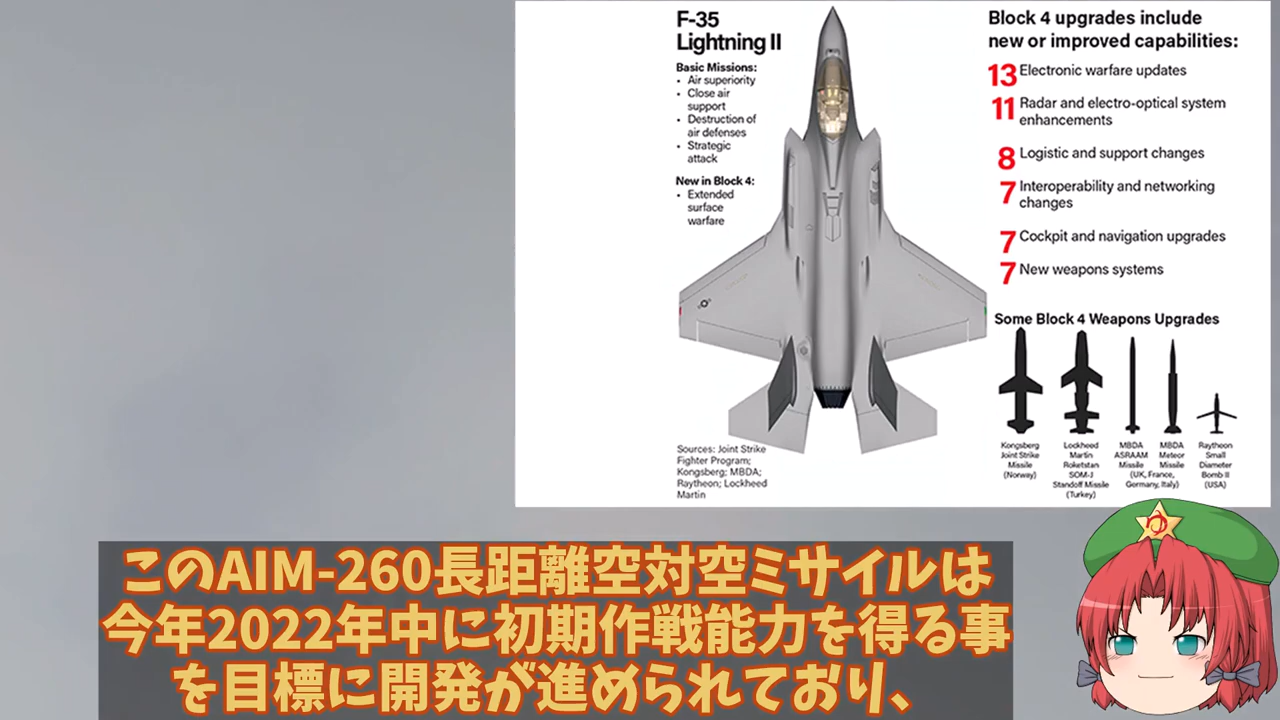 F-35
Lightning II
Basic Missions:
• Air superiority
• Close air
support
• Destruction of
air defenses
• Strategic
attack
New in Block 4:
• Extended
surface
warfare
Sources: Joint Strike
Fighter Program;
Kongsberg; MBDA;
Raytheon; Lockheed
Martin
Block 4 upgrades include
new or improved capabilities:
13 Electronic warfare updates
11 Radar and electro-optical system
enhancements
8 Logistic and support changes
7 Interoperability and networking
changes
7 Cockpit and navigation upgrades
7 New weapons systems
Some Block 4 Weapons Upgrades
Kongsberg
Joint Strike
Missile
(Norway)
Lockheed
Martin
Roketstan
SOM-J
Standoff Missile
(Turkey)
MBDA
ASRAAM
Missile
MBDA
Meteor
Missile
(UK, France,
Germany, Italy)
Raytheon
Small
Diameter
Bomb II
(USA)
このAIM-260長距離空対空ミサイルは
今年2022年中に初期作戦能力を得る事
を目標に開発が進められており、